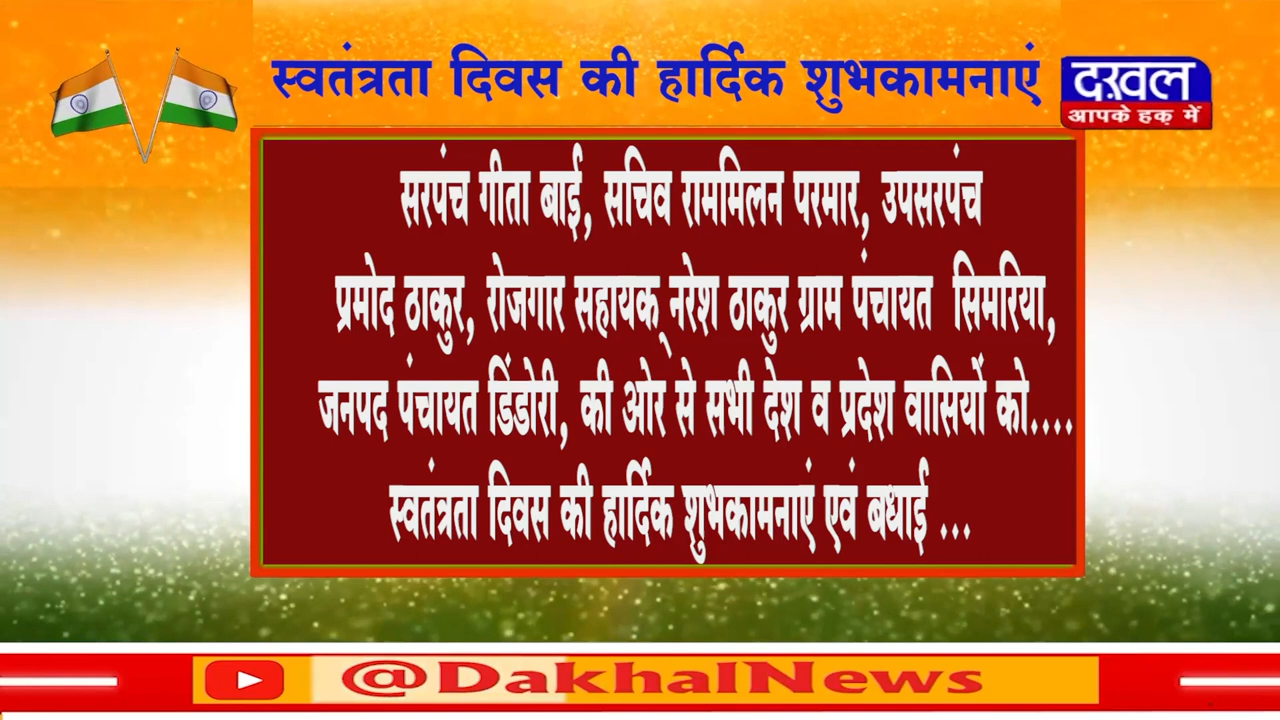 स्वतंत्रता दिवस की हार्दिक शुभकामनाएं
दख़ल
आपके हक़ में
सरपंच गीता बाई, सचिव राममिलन परमार, उपसरपंच
प्रमोद ठाकुर, रोजगार सहायक नरेश ठाकुर ग्राम पंचायत सिमरिया,
जनपद पंचायत डिंडोरी, की ओर से सभी देश व प्रदेश वासियों को....
स्वतंत्रता दिवस की हार्दिक शुभकामनाएं एवं बधाई ...
@DakhalNews